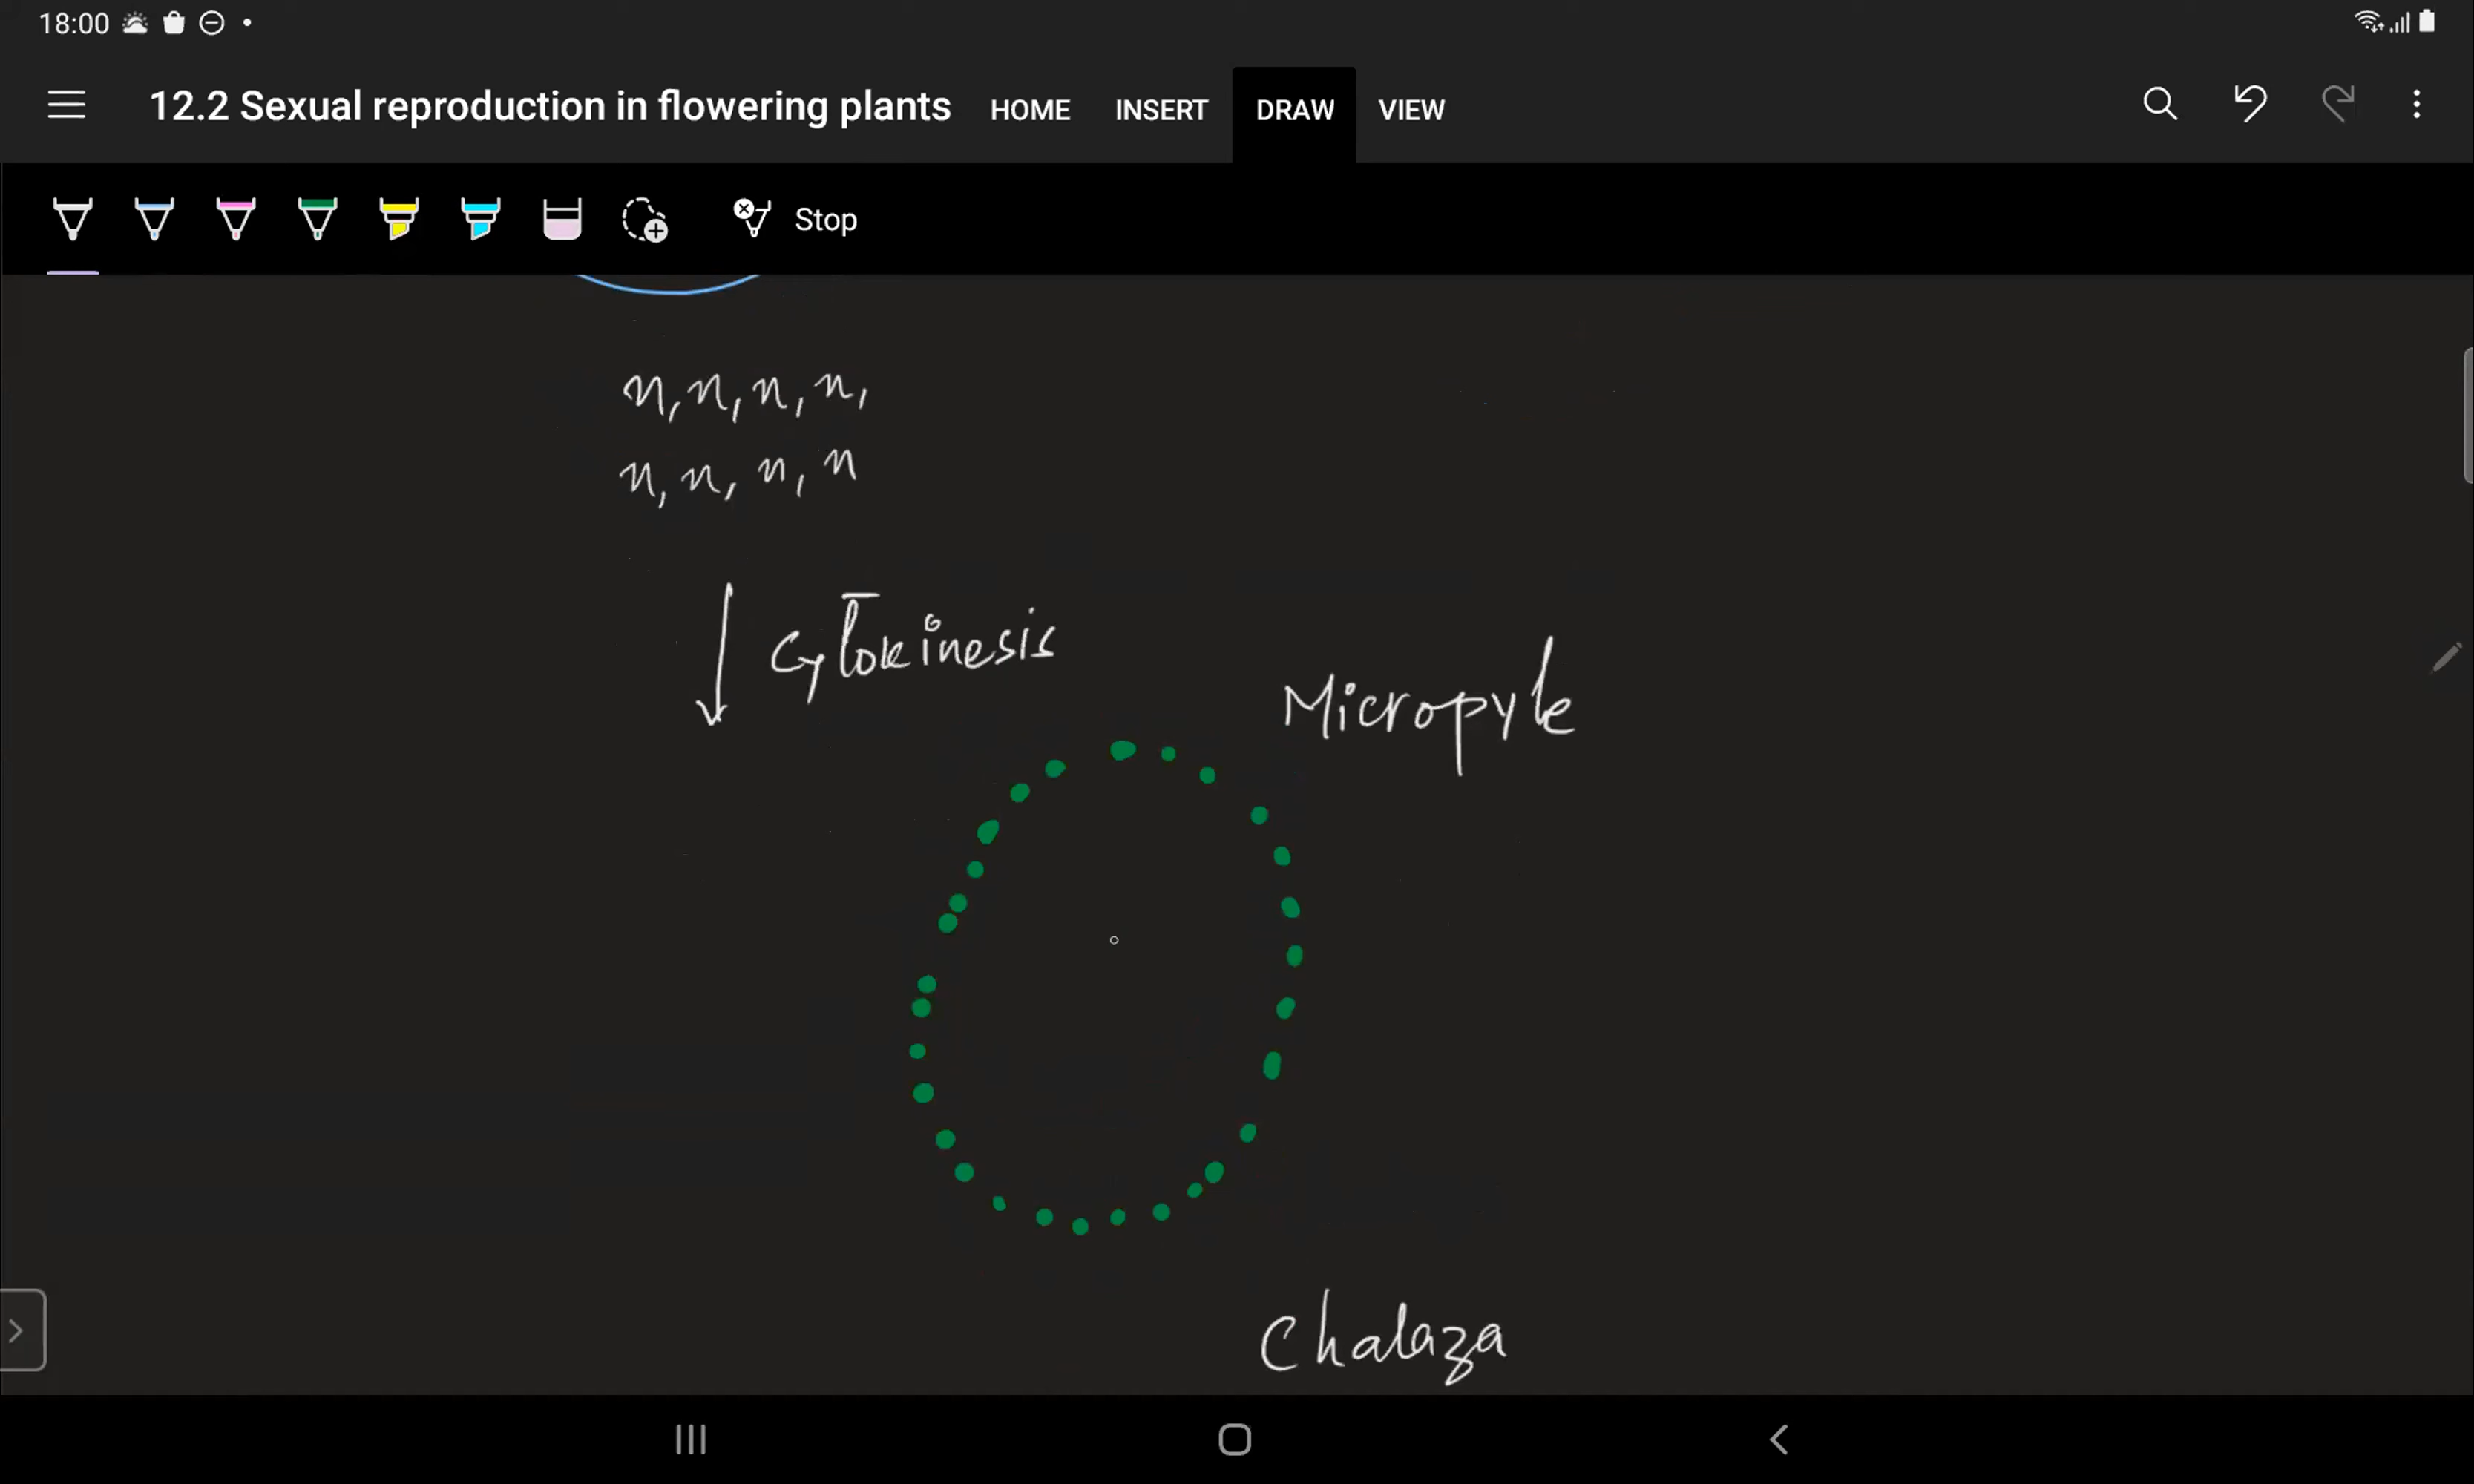 18:00
12.2 Sexual reproduction in flowering plants HOME INSERT DRAW VIEW
Stop
n, n, n, n,
n, n, n, n
Cytokinesis
Micropyle
Chalaza